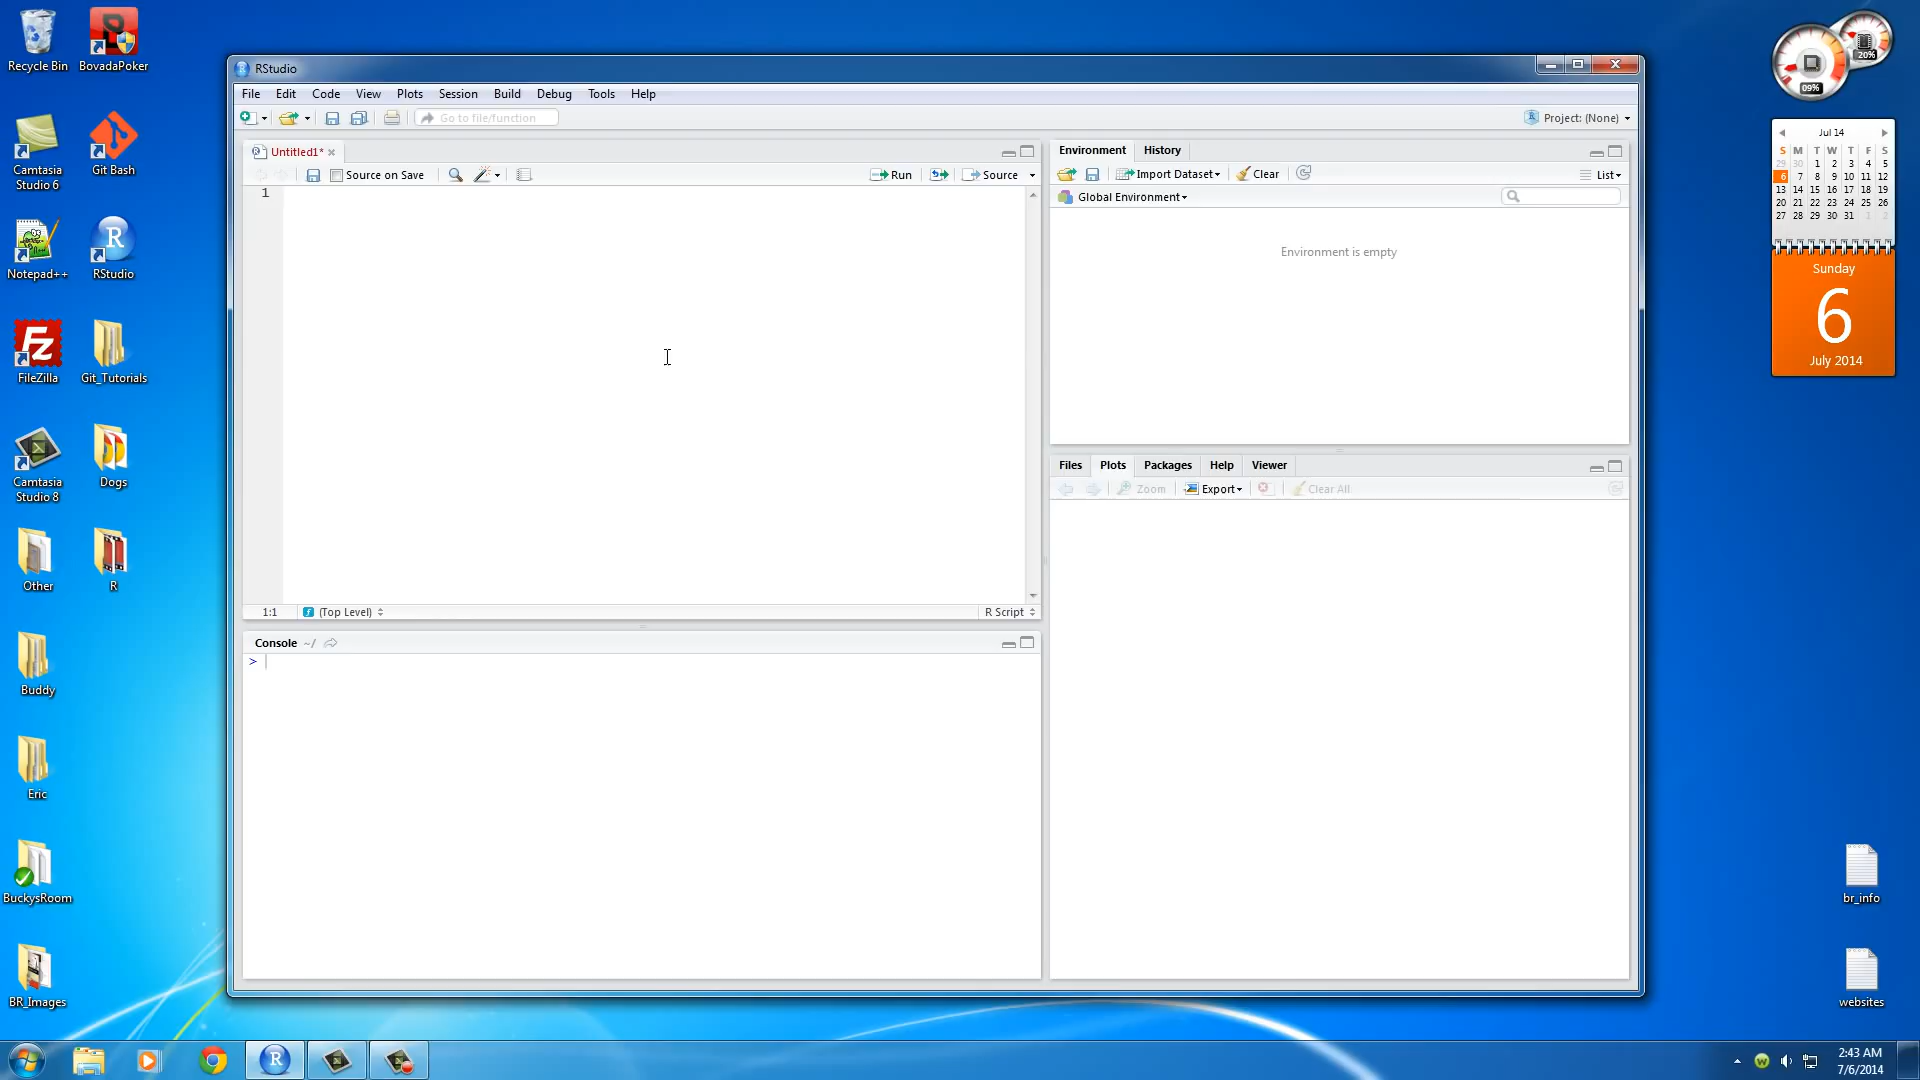 Recycle Bin
BovadaPoker
Camtasia
Studio 6
Git Bash
Notepad++
RStudio
FileZilla
Git_Tutorials
Camtasia
Studio 8
Dogs
Other
R
Buddy
Eric
BuckysRoom
BR_Images
RStudio
File Edit Code View Plots Session Build Debug Tools Help
Go to file/function
Project: (None)
Untitled1*
Source on Save
Run
Source
1
1:1
(Top Level)
R Script
Console ~/
>
Environment History
Import Dataset
Clear
List
Global Environment
Environment is empty
Files Plots Packages Help Viewer
Zoom
Export
Clear All
20%
09%
Jul 14
S M T W T F S
29 30 1 2 3 4 5
6 7 8 9 10 11 12
13 14 15 16 17 18 19
20 21 22 23 24 25 26
27 28 29 30 31 1 2
Sunday
6
July 2014
br_info
websites
2:43 AM
7/6/2014